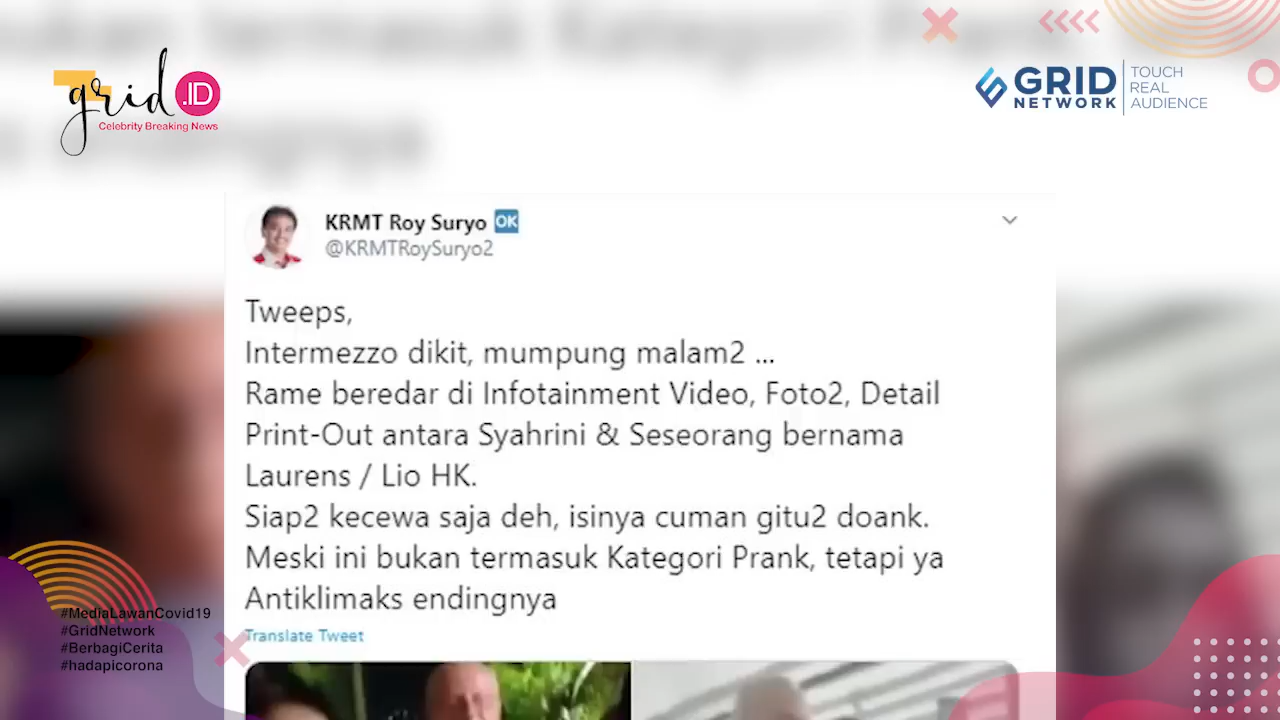 grid .ID
Celebrity Breaking News
GRID NETWORK
TOUCH
REAL
AUDIENCE
KRMT Roy Suryo OK
@KRMTRoySuryo2
Tweeps,
Intermezzo dikit, mumpung malam2 ...
Rame beredar di Infotainment Video, Foto2, Detail
Print-Out antara Syahrini & Seseorang bernama
Laurens / Lio HK.
Siap2 kecewa saja deh, isinya cuman gitu2 doank.
Meski ini bukan termasuk Kategori Prank, tetapi ya
Antiklimaks endingnya
Translate Tweet
#MediaLawanCovid19
#GridNetwork
#BerbagiCerita
#hadapicorona